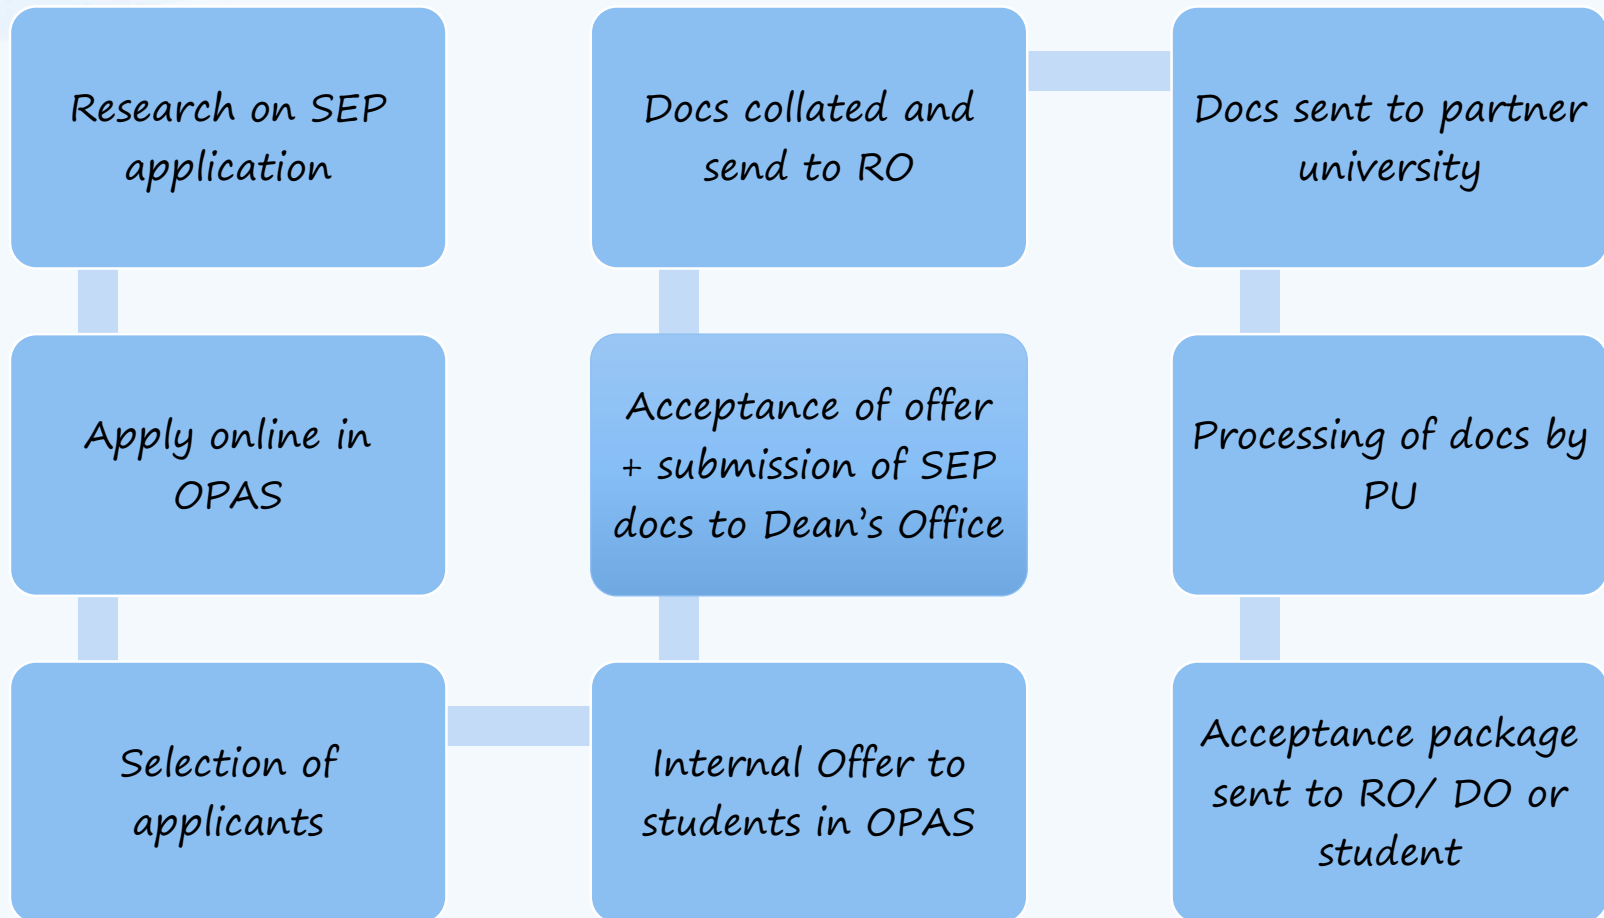 Research on SEP
application
Apply online in
OPAS
Selection of
applicants
Internal Offer to
students in OPAS
Acceptance of offer
+ submission of SEP
docs to Dean’s Office
Docs collated and
send to RO
Docs sent to partner
university
Processing of docs by
PU
Acceptance package
sent to RO/ DO or
student